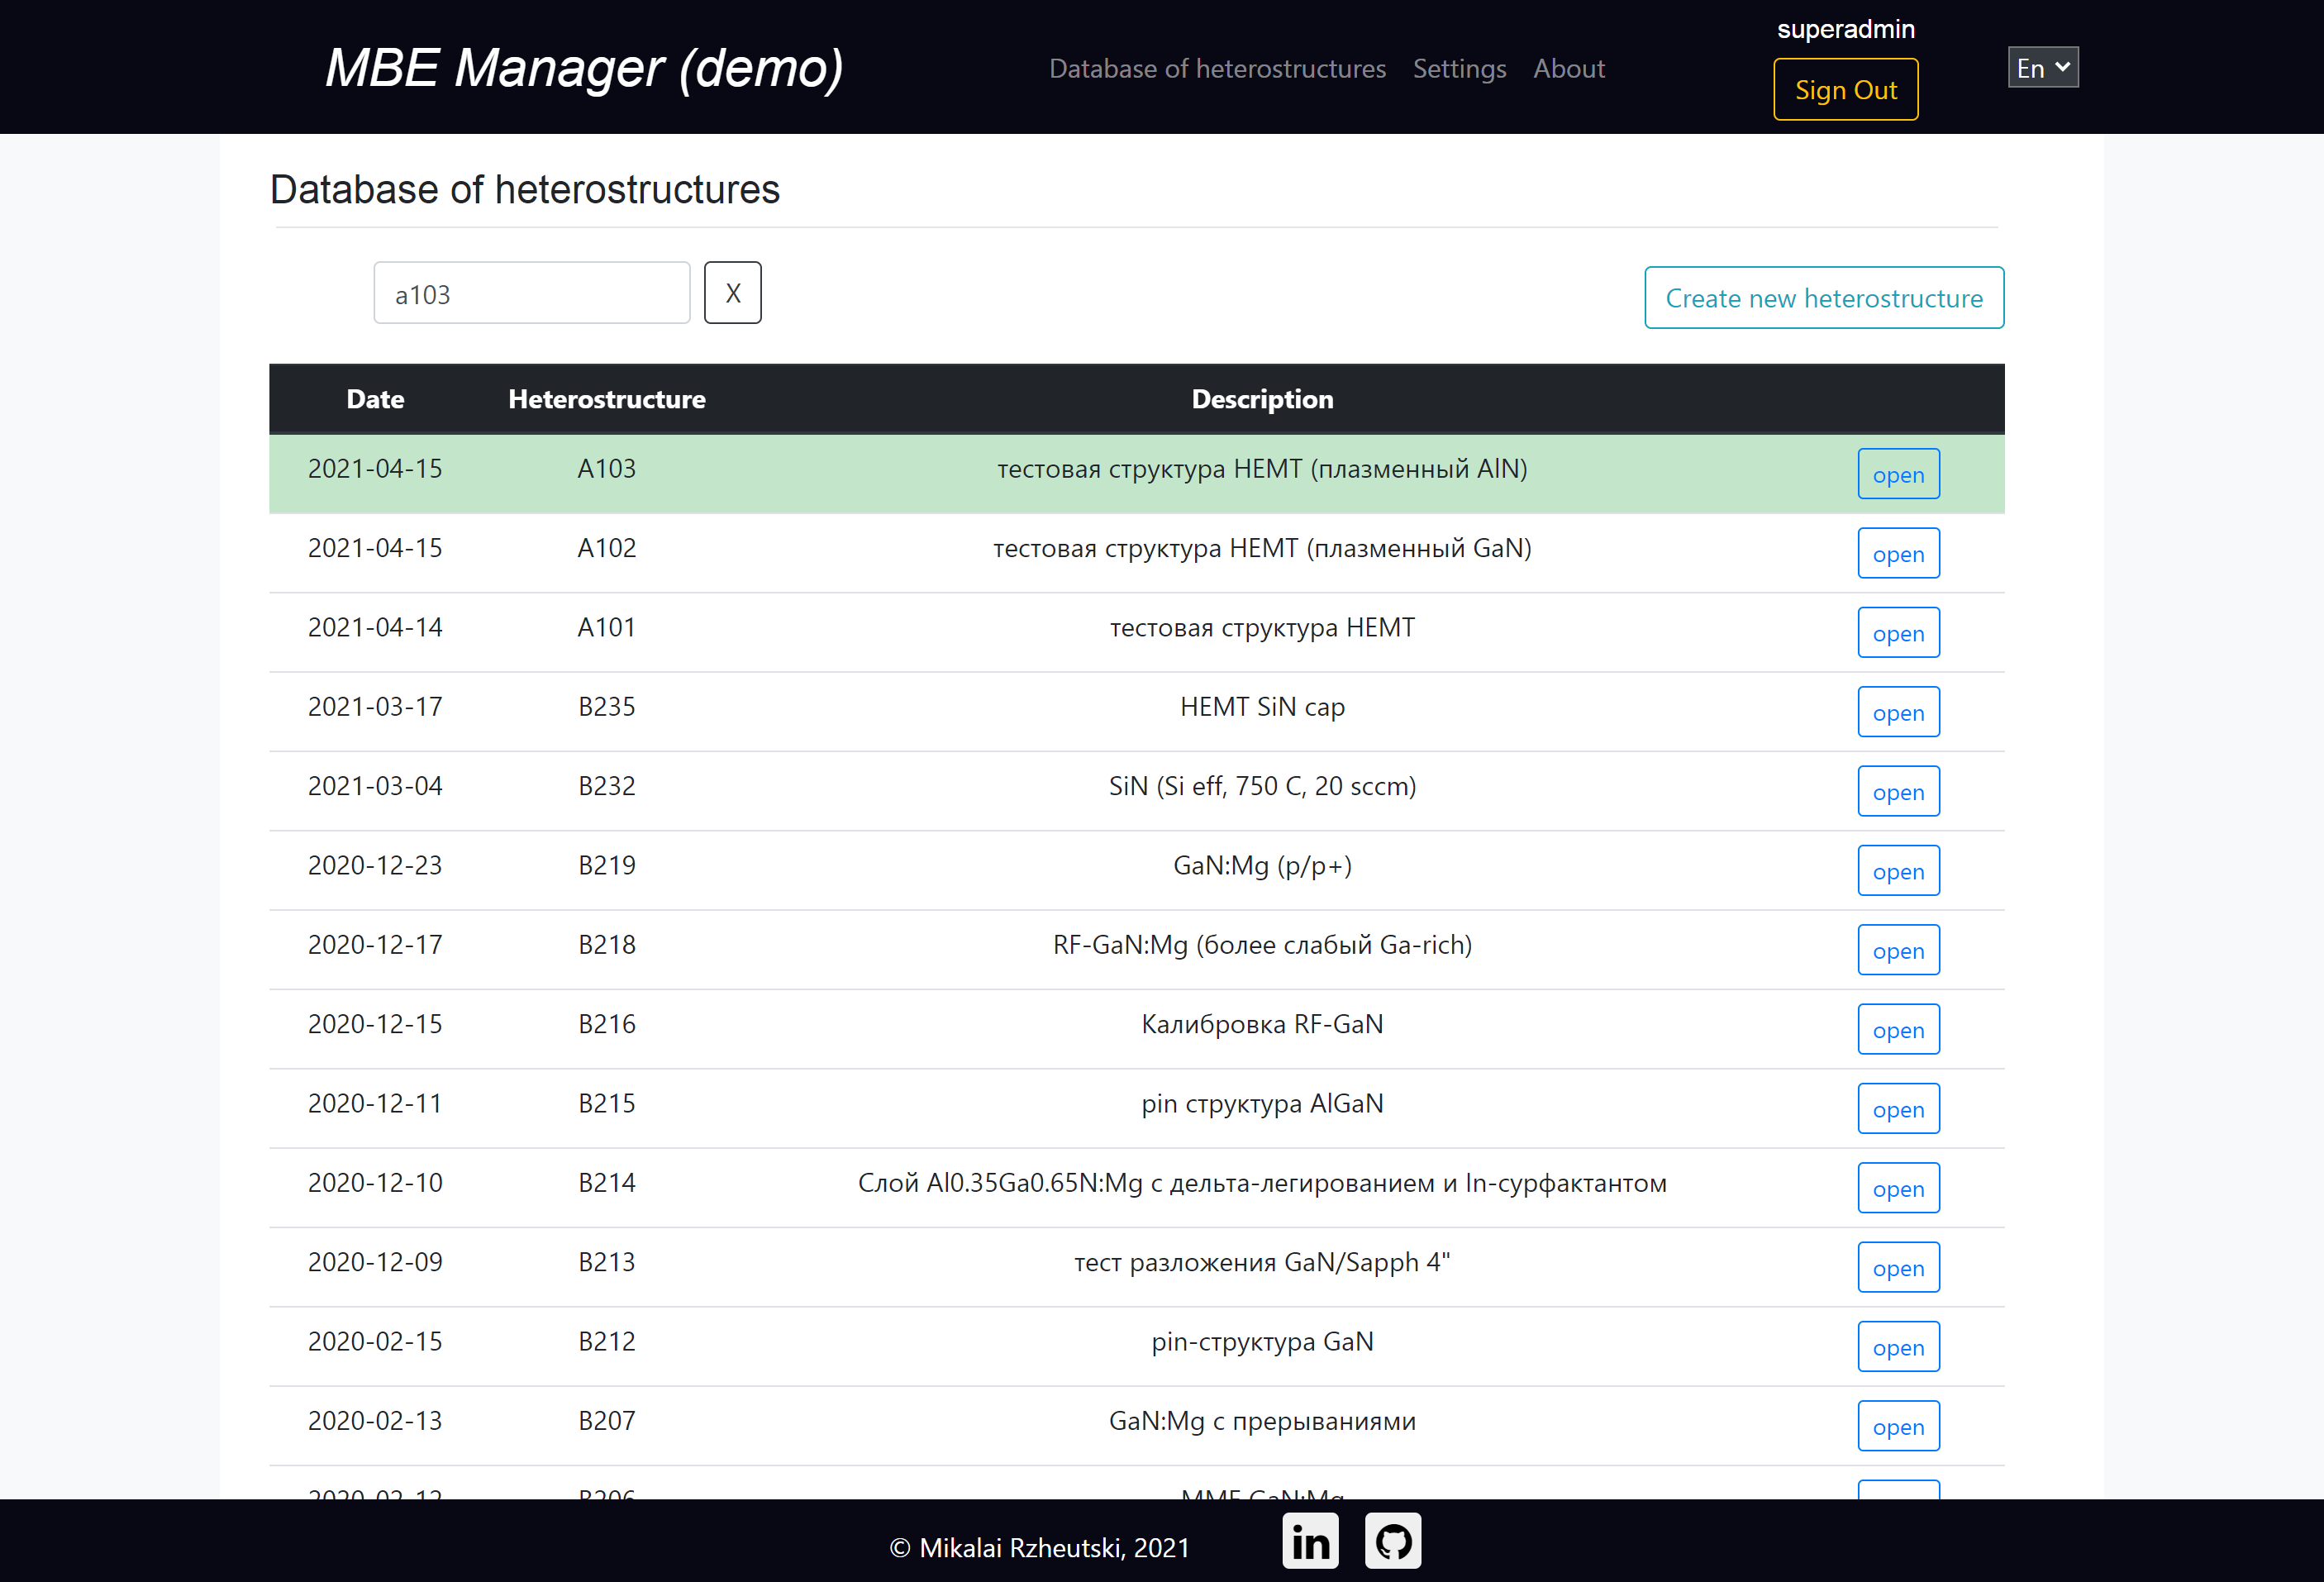 superadmin
MBE Manager (demo) Database of heterostructures Settings About Sign Out En
Database of heterostructures
a103 X Create new heterostructure
Date Heterostructure Description
2021-04-15 A103 тестовая структура HEMT (плазменный AlN) open
2021-04-15 A102 тестовая структура HEMT (плазменный GaN) open
2021-04-14 A101 тестовая структура HEMT open
2021-03-17 B235 HEMT SiN cap open
2021-03-04 B232 SiN (Si eff, 750 C, 20 sccm) open
2020-12-23 B219 GaN:Mg (p/p+) open
2020-12-17 B218 RF-GaN:Mg (более слабый Ga-rich) open
2020-12-15 B216 Калибровка RF-GaN open
2020-12-11 B215 pin структура AlGaN open
2020-12-10 B214 Слой Al0.35Ga0.65N:Mg с дельта-легированием и In-сурфактантом open
2020-12-09 B213 тест разложения GaN/Sapph 4" open
2020-02-15 B212 pin-структура GaN open
2020-02-13 B207 GaN:Mg с прерываниями open
© Mikalai Rzheutski, 2021 in